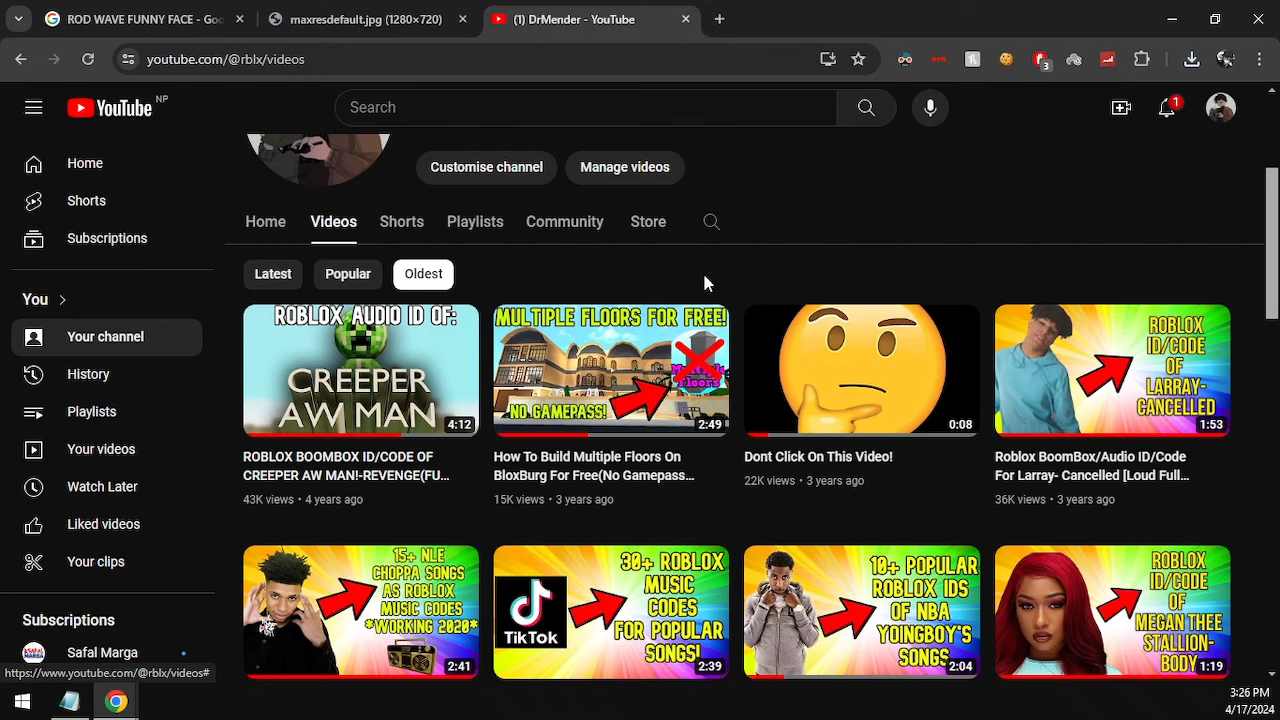 ROD WAVE FUNNY FACE - Goo
maxresdefault.jpg (1280×720)
(1) DrMender - YouTube
youtube.com/@rblx/videos
3
YouTube NP
Search
1
Customise channel
Manage videos
Home
Shorts
Subscriptions
You
Your channel
History
Playlists
Your videos
Watch Later
Liked videos
Your clips
Subscriptions
Safal Marga
Home
Videos
Shorts
Playlists
Community
Store
Latest
Popular
Oldest
ROBLOX AUDIO ID OF:
CREEPER
AW MAN
4:12
ROBLOX BOOMBOX ID/CODE OF
CREEPER AW MAN!-REVENGE(FU...
43K views • 4 years ago
MULTIPLE FLOORS FOR FREE!
Floors
NO GAMEPASS!
2:49
How To Build Multiple Floors On
BloxBurg For Free(No Gamepass...
15K views • 3 years ago
0:08
Dont Click On This Video!
22K views • 3 years ago
ROBLOX
ID/CODE
OF
LARRAY-
CANCELLED
1:53
Roblox BoomBox/Audio ID/Code
For Larray- Cancelled [Loud Full...
36K views • 3 years ago
15+ NLE
CHOPPA SONGS
AS ROBLOX
MUSIC CODES
*WORKING 2020*
2:41
TikTok
30+ ROBLOX
MUSIC
CODES
FOR POPULAR
SONGS!
2:39
10+ POPULAR
ROBLOX IDS
OF NBA
YOINGBOY'S
SONGS
2:04
ROBLOX
ID/CODE
OF
MEGAN THEE
STALLION-
BODY
1:19
https://www.youtube.com/@rblx/videos#
3:26 PM
4/17/2024